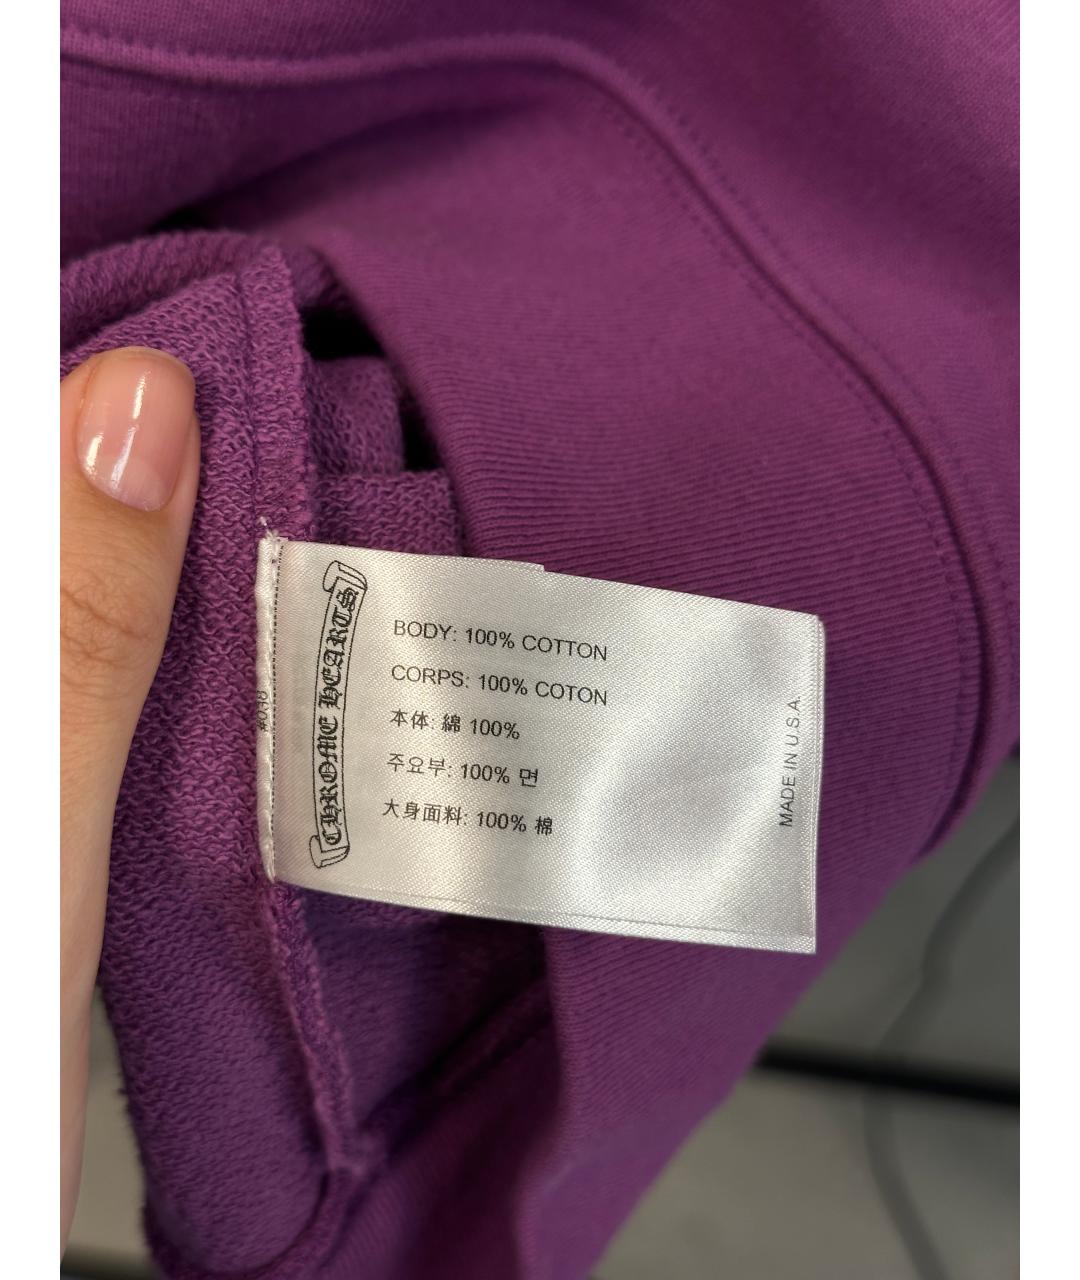 CHROME HEARTS
BODY: 100% COTTON
CORPS: 100% COTON
本体: 綿 100%
주요부: 100% 면
大身面料: 100% 棉
MADE IN U.S.A.
#038